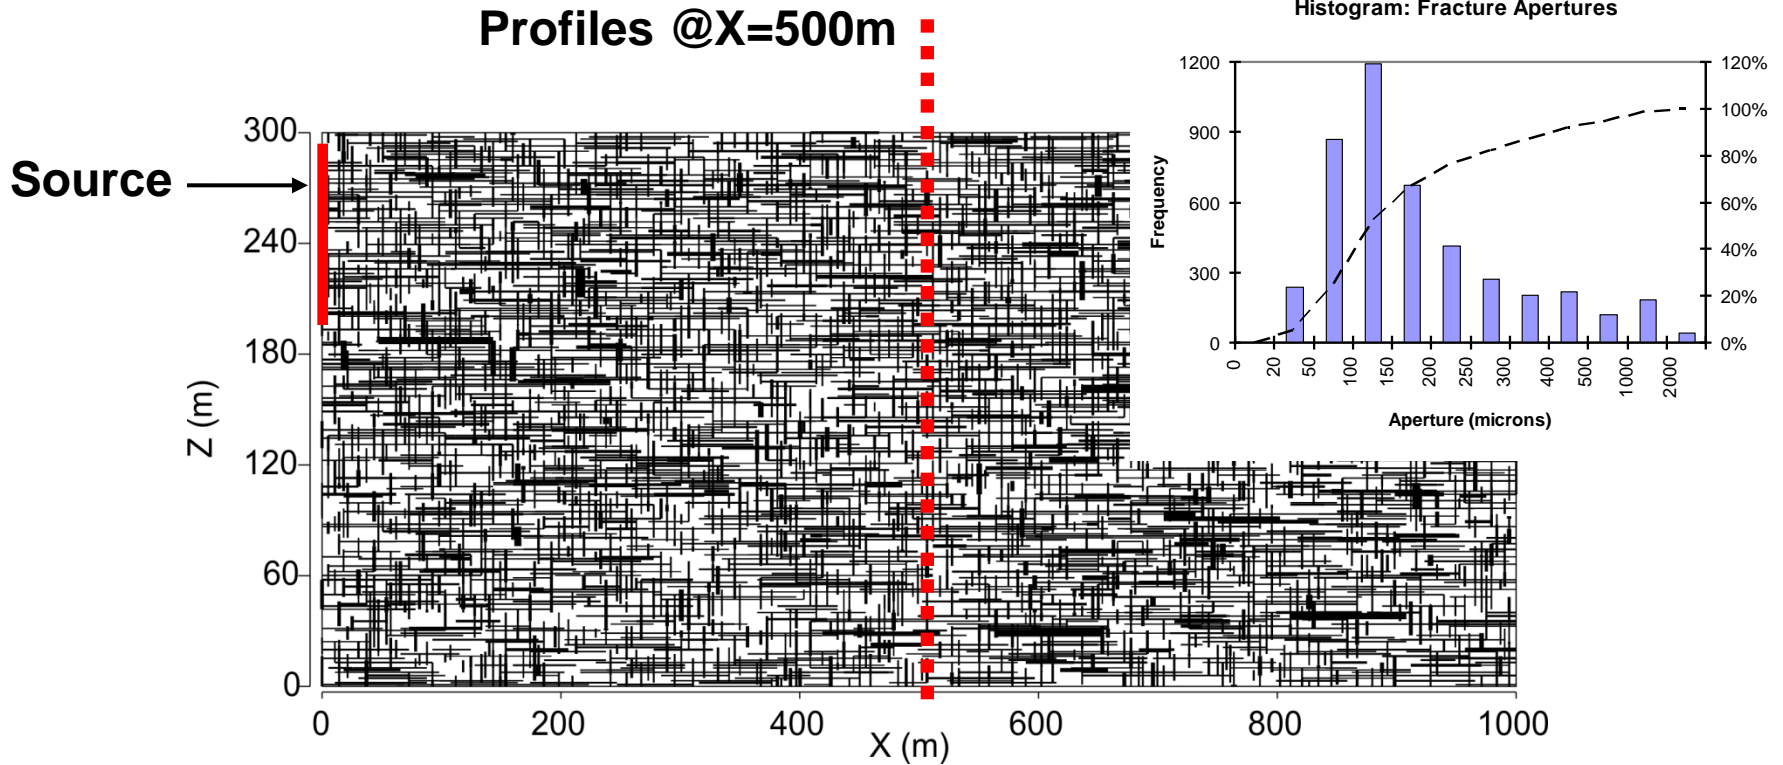 Profiles @X=500m
Histogram: Fracture Apertures
Source
Z (m)
300
240
180
120
60
0
0 200 400 600 800 1000
X (m)
Frequency
1200
900
600
300
0
120%
100%
80%
60%
40%
20%
0%
0 20 50 100 150 200 250 300 400 500 1000 2000
Aperture (microns)